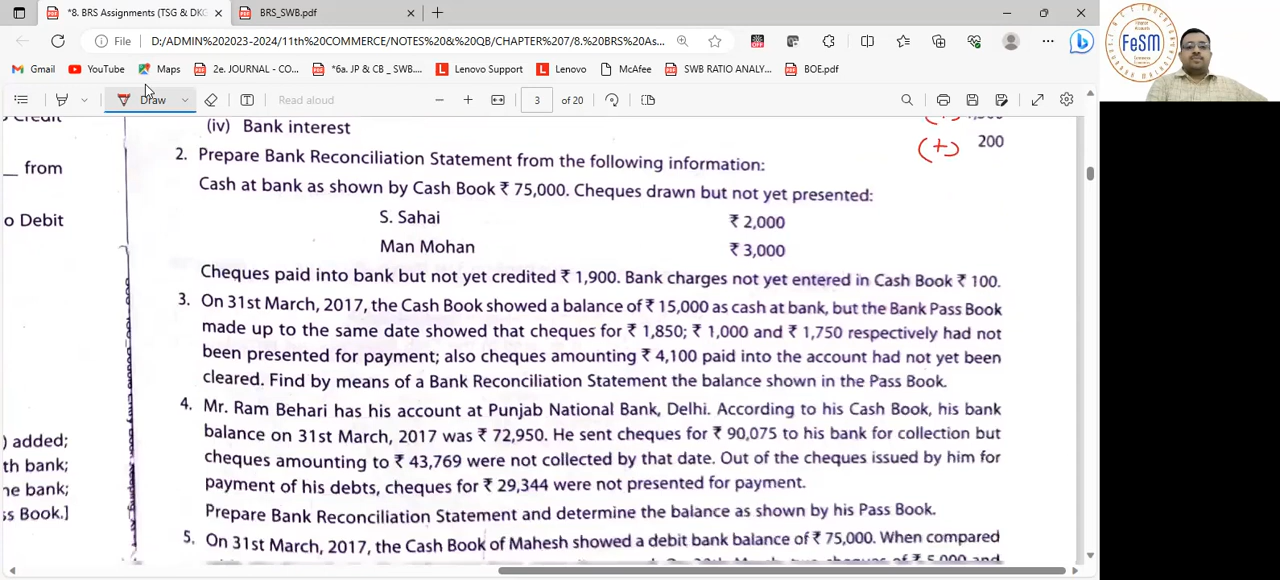 *8. BRS Assignments (TSG & DKG
BRS_SWB.pdf
File
D:/ADMIN%202023-2024/11th%20COMMERCE/NOTES%20&%20QB/CHAPTER%207/8.%20BRS%20As...
Gmail
YouTube
Maps
2e. JOURNAL - CO...
*6a. JP & CB _ SWB....
Lenovo Support
Lenovo
McAfee
SWB RATIO ANALY...
BOE.pdf
Draw
Read aloud
3 of 20
FeSM
(iv) Bank interest
(+) 200
2. Prepare Bank Reconciliation Statement from the following information:
Cash at bank as shown by Cash Book ₹ 75,000. Cheques drawn but not yet presented:
S. Sahai ₹ 2,000
Man Mohan ₹ 3,000
Cheques paid into bank but not yet credited ₹ 1,900. Bank charges not yet entered in Cash Book ₹ 100.
3. On 31st March, 2017, the Cash Book showed a balance of ₹ 15,000 as cash at bank, but the Bank Pass Book
made up to the same date showed that cheques for ₹ 1,850; ₹ 1,000 and ₹ 1,750 respectively had not
been presented for payment; also cheques amounting ₹ 4,100 paid into the account had not yet been
cleared. Find by means of a Bank Reconciliation Statement the balance shown in the Pass Book.
4. Mr. Ram Behari has his account at Punjab National Bank, Delhi. According to his Cash Book, his bank
balance on 31st March, 2017 was ₹ 72,950. He sent cheques for ₹ 90,075 to his bank for collection but
cheques amounting to ₹ 43,769 were not collected by that date. Out of the cheques issued by him for
payment of his debts, cheques for ₹ 29,344 were not presented for payment.
Prepare Bank Reconciliation Statement and determine the balance as shown by his Pass Book.
5. On 31st March, 2017, the Cash Book of Mahesh showed a debit bank balance of ₹ 75,000. When compared
from
o Debit
) added;
th bank;
ne bank;
ss Book.]